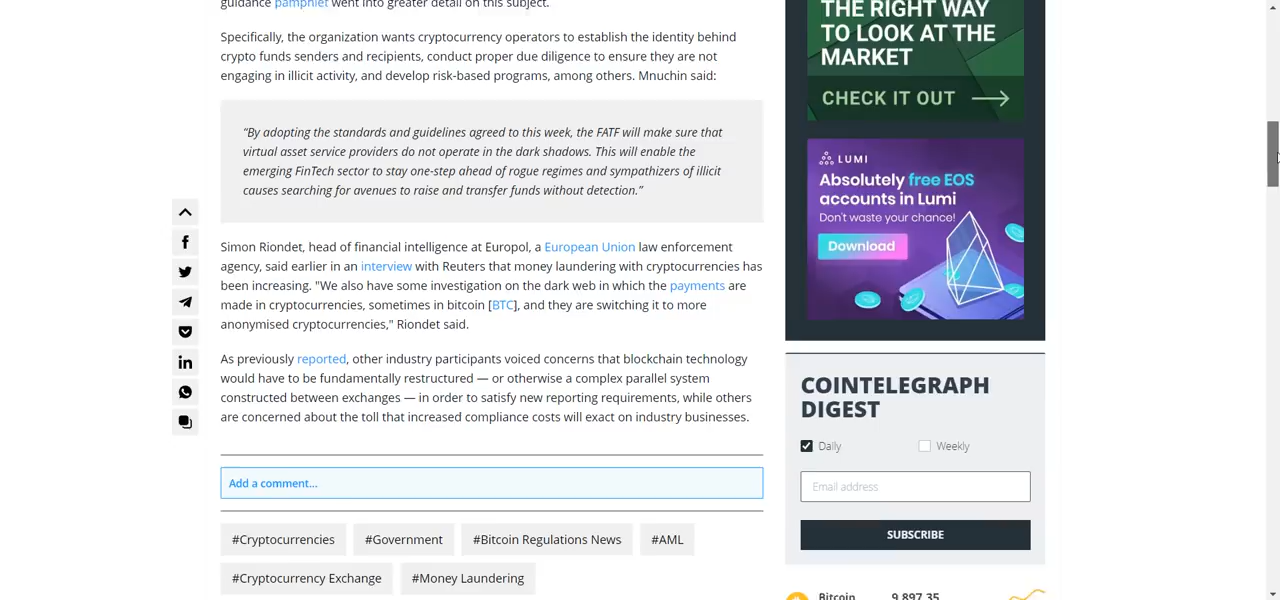 guidance pamphlet went into greater detail on this subject.
Specifically, the organization wants cryptocurrency operators to establish the identity behind
crypto funds senders and recipients, conduct proper due diligence to ensure they are not
engaging in illicit activity, and develop risk-based programs, among others. Mnuchin said:
“By adopting the standards and guidelines agreed to this week, the FATF will make sure that
virtual asset service providers do not operate in the dark shadows. This will enable the
emerging FinTech sector to stay one-step ahead of rogue regimes and sympathizers of illicit
causes searching for avenues to raise and transfer funds without detection.”
Simon Riondet, head of financial intelligence at Europol, a European Union law enforcement
agency, said earlier in an interview with Reuters that money laundering with cryptocurrencies has
been increasing. "We also have some investigation on the dark web in which the payments are
made in cryptocurrencies, sometimes in bitcoin [BTC], and they are switching it to more
anonymised cryptocurrencies," Riondet said.
As previously reported, other industry participants voiced concerns that blockchain technology
would have to be fundamentally restructured — or otherwise a complex parallel system
constructed between exchanges — in order to satisfy new reporting requirements, while others
are concerned about the toll that increased compliance costs will exact on industry businesses.
Add a comment...
#Cryptocurrencies #Government #Bitcoin Regulations News #AML
#Cryptocurrency Exchange #Money Laundering
THE RIGHT WAY
TO LOOK AT THE
MARKET
CHECK IT OUT
LUMI
Absolutely free EOS
accounts in Lumi
Don't waste your chance!
Download
COINTELEGRAPH
DIGEST
Daily Weekly
Email address
SUBSCRIBE
Bitcoin 9,897.35